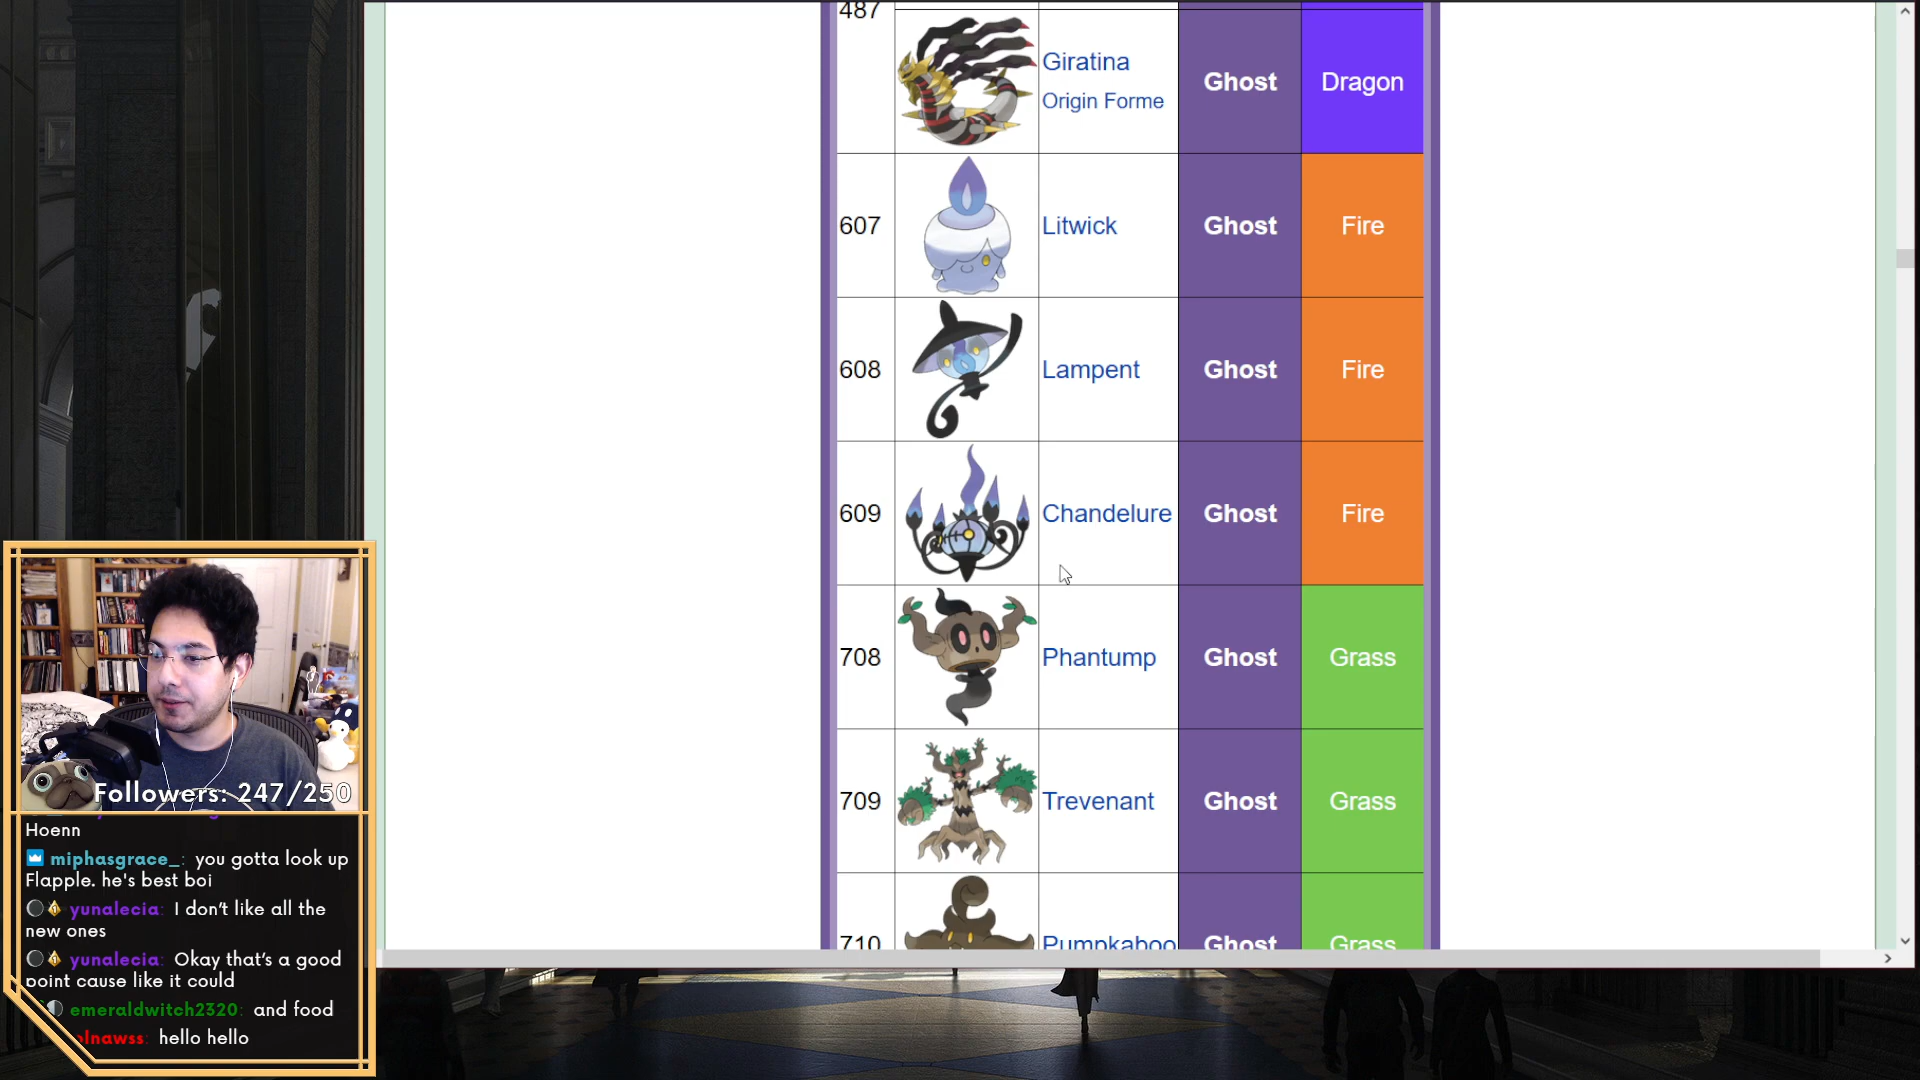 487
Giratina
Origin Forme
Ghost
Dragon
607
Litwick
Ghost
Fire
608
Lampent
Ghost
Fire
609
Chandelure
Ghost
Fire
708
Phantump
Ghost
Grass
709
Trevenant
Ghost
Grass
710
Pumpkaboo
Ghost
Grass
Followers: 247/250
Hoenn
miphasgrace_: you gotta look up
Flapple. he's best boi
yunalecia: I don't like all the
new ones
yunalecia: Okay that's a good
point cause like it could
emeraldwitch2320: and food
olnawss: hello hello